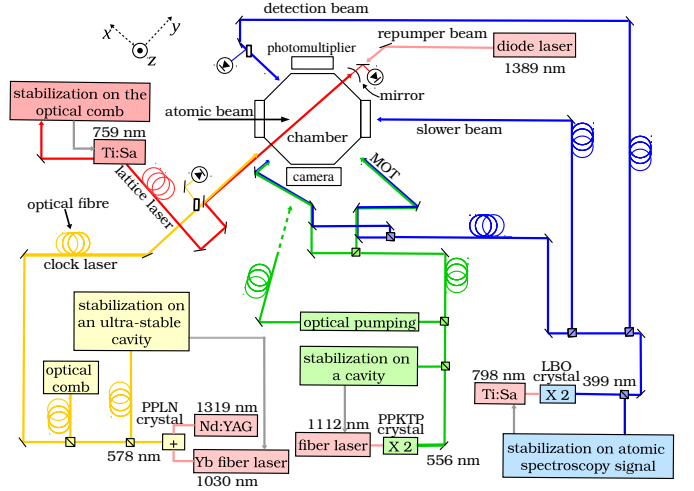 detection beam
x
y
z
photomultiplier
repumper beam
diode laser
1389 nm
mirror
stabilization on the
optical comb
atomic beam
chamber
slower beam
759 nm
Ti:Sa
lattice laser
MOT
camera
optical fibre
clock laser
stabilization on
an ultra-stable
cavity
optical pumping
stabilization on
a cavity
optical
comb
LBO
crystal
798 nm
399 nm
Ti:Sa
X 2
PPLN
crystal
1319 nm
Nd:YAG
1112 nm
PPKTP
crystal
fiber laser
X 2
+
578 nm
Yb fiber laser
1030 nm
556 nm
stabilization on atomic
spectroscopy signal